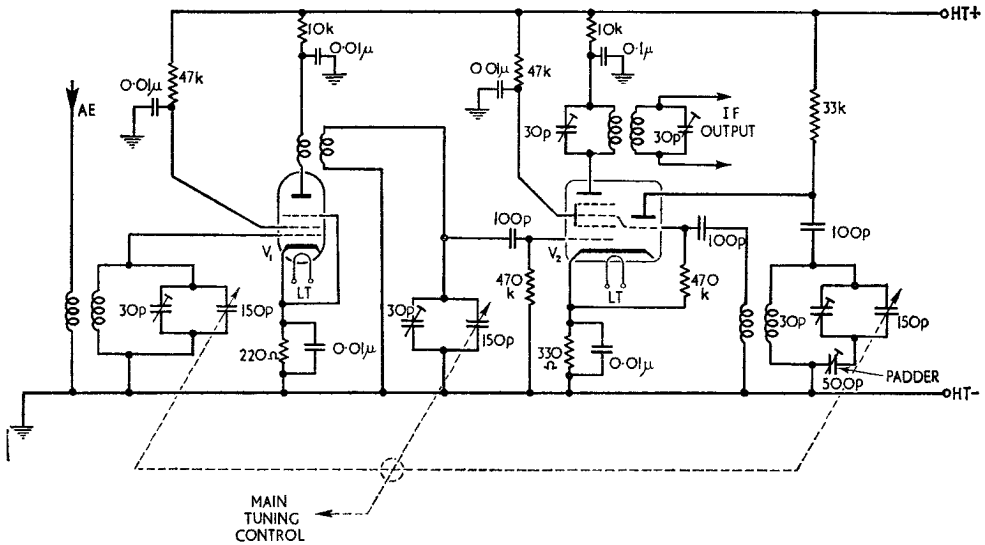 HT+
10k
0·01μ
47k
0·01μ
AE
10k
0·1μ
0·01μ
47k
33k
30p
30p
IF
OUTPUT
V1
LT
100p
V2
LT
100p
100p
470
k
470
k
30p
150p
30p
150p
30p
150p
220Ω
0·01μ
330
Ω
0·01μ
500p
PADDER
HT-
MAIN
TUNING
CONTROL